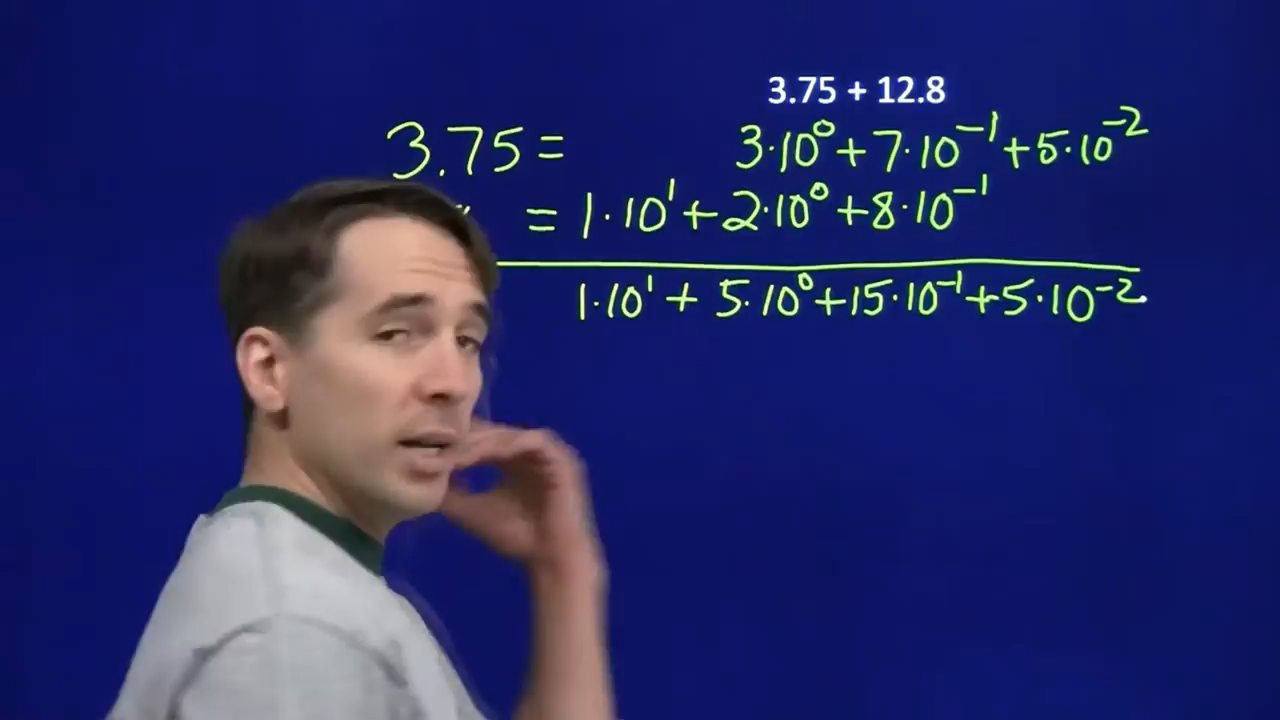 3.75 + 12.8
3.75 = 3·10⁰ + 7·10⁻¹ + 5·10⁻²
= 1·10¹ + 2·10⁰ + 8·10⁻¹
1·10¹ + 5·10⁰ + 15·10⁻¹ + 5·10⁻²